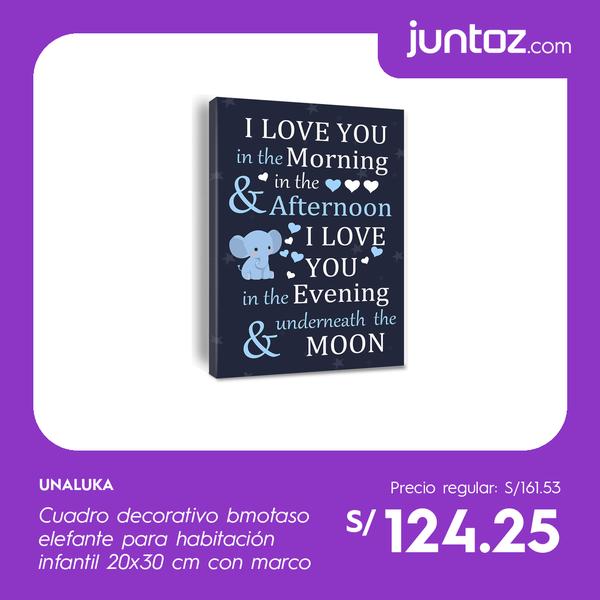 juntoz.com
I LOVE YOU
in the Morning
& in the
Afternoon
I LOVE
YOU
in the Evening
& underneath the
MOON
UNALUKA
Cuadro decorativo bmotaso
elefante para habitación
infantil 20x30 cm con marco
Precio regular: S/161.53
S/124.25